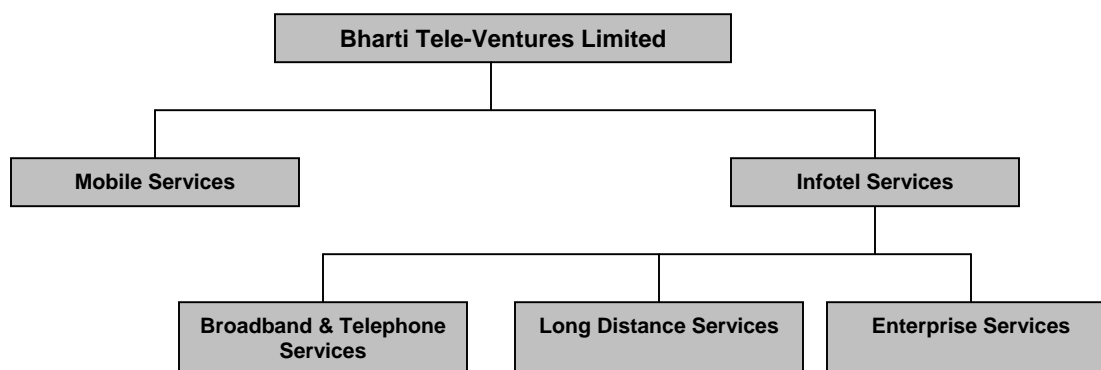 Bharti Tele-Ventures Limited
Mobile Services
Infotel Services
Broadband & Telephone
Services
Long Distance Services
Enterprise Services